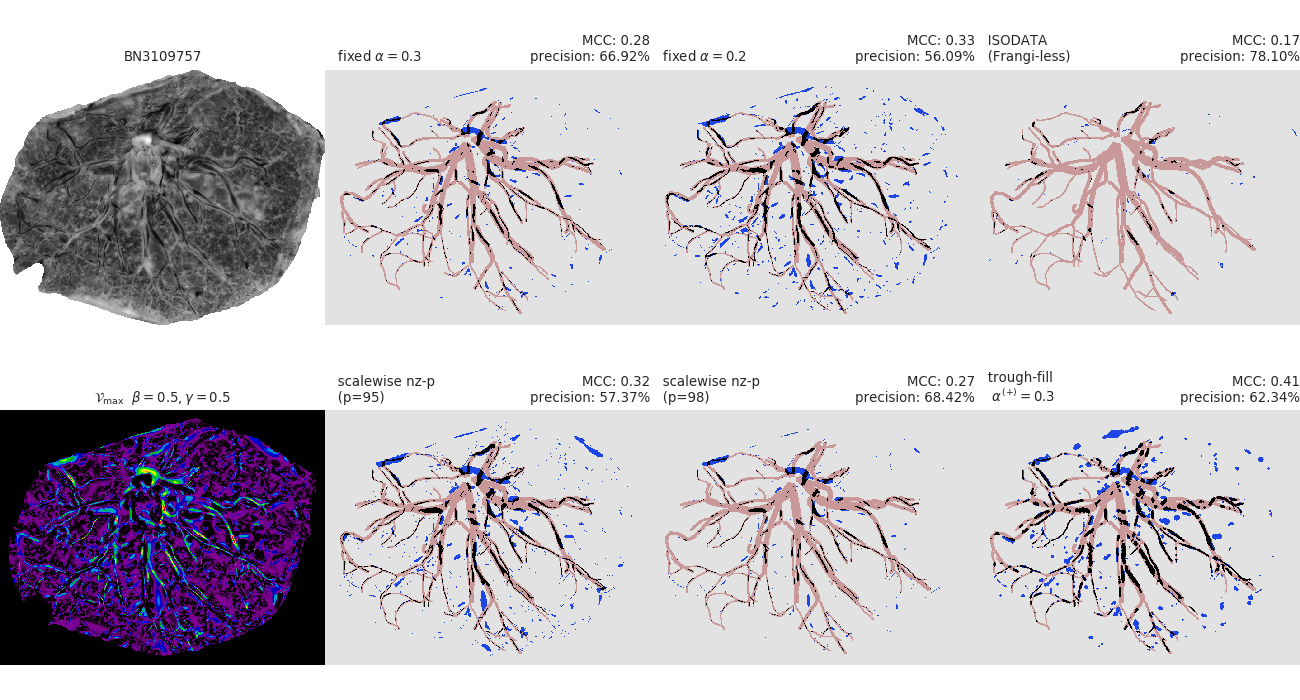 BN3109757
fixed α = 0.3
MCC: 0.28
precision: 66.92%
fixed α = 0.2
MCC: 0.33
precision: 56.09%
ISODATA
(Frangi-less)
MCC: 0.17
precision: 78.10%
𝒱max β = 0.5, γ = 0.5
scalewise nz-p
(p=95)
MCC: 0.32
precision: 57.37%
scalewise nz-p
(p=98)
MCC: 0.27
precision: 68.42%
trough-fill
α(+) = 0.3
MCC: 0.41
precision: 62.34%